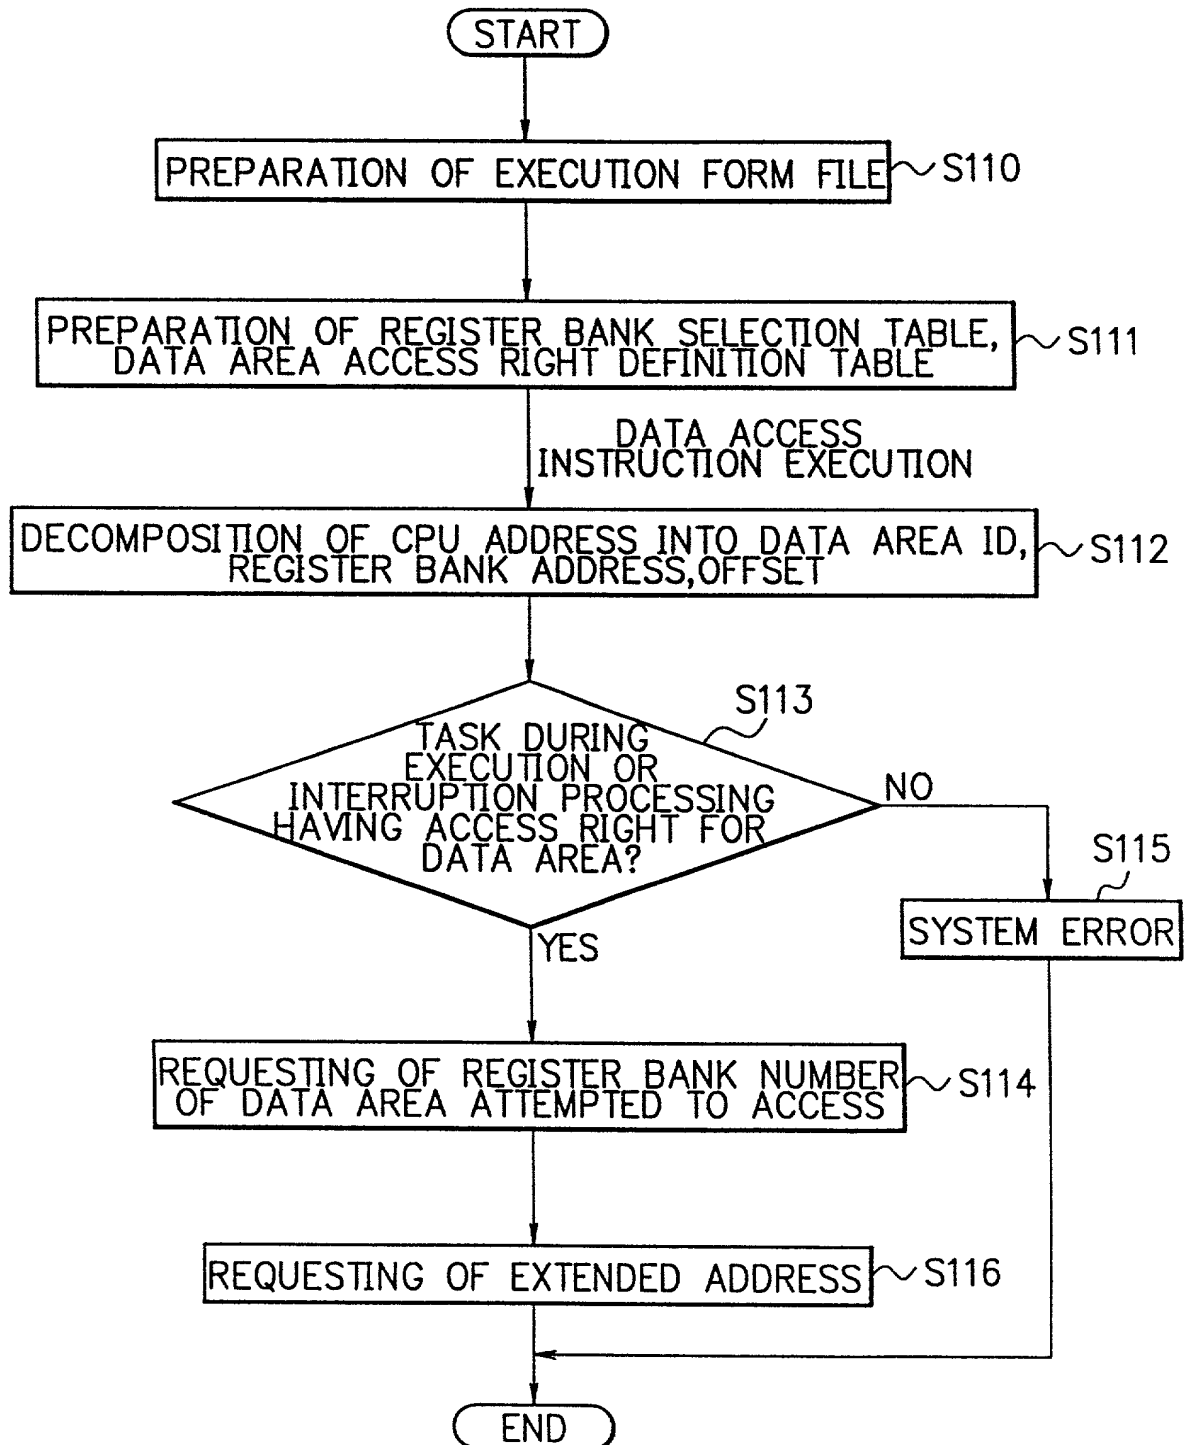 START
PREPARATION OF EXECUTION FORM FILE
S110
PREPARATION OF REGISTER BANK SELECTION TABLE,
DATA AREA ACCESS RIGHT DEFINITION TABLE
S111
DATA ACCESS
INSTRUCTION EXECUTION
DECOMPOSITION OF CPU ADDRESS INTO DATA AREA ID,
REGISTER BANK ADDRESS,OFFSET
S112
S113
TASK DURING
EXECUTION OR
INTERRUPTION PROCESSING
HAVING ACCESS RIGHT FOR
DATA AREA?
NO
S115
SYSTEM ERROR
YES
REQUESTING OF REGISTER BANK NUMBER
OF DATA AREA ATTEMPTED TO ACCESS
S114
REQUESTING OF EXTENDED ADDRESS
S116
END